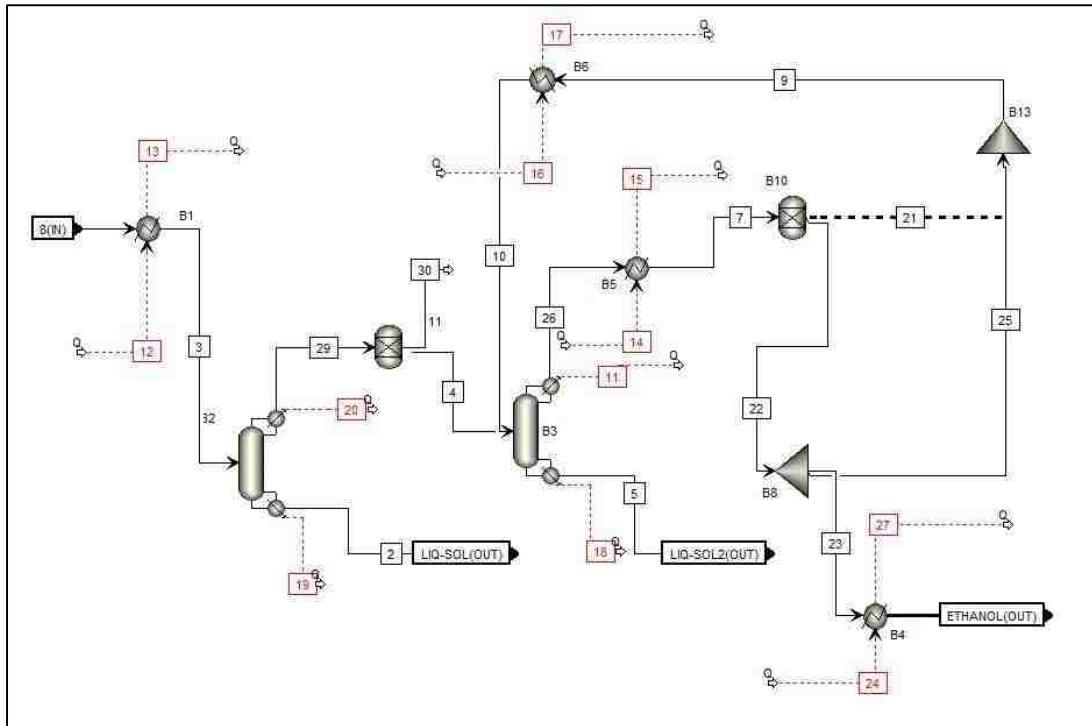 Q
17
Q
B6
9
B13
13
Q
Q
16
15
Q
B10
8(IN)
B1
7
21
10
30
B5
11
26
Q
14
25
Q
12
3
29
4
11
Q
22
20
Q
B3
B8
5
2
LIQ-SOL(OUT)
18
Q
LIQ-SOL2(OUT)
23
27
Q
19
Q
B4
ETHANOL(OUT)
Q
24